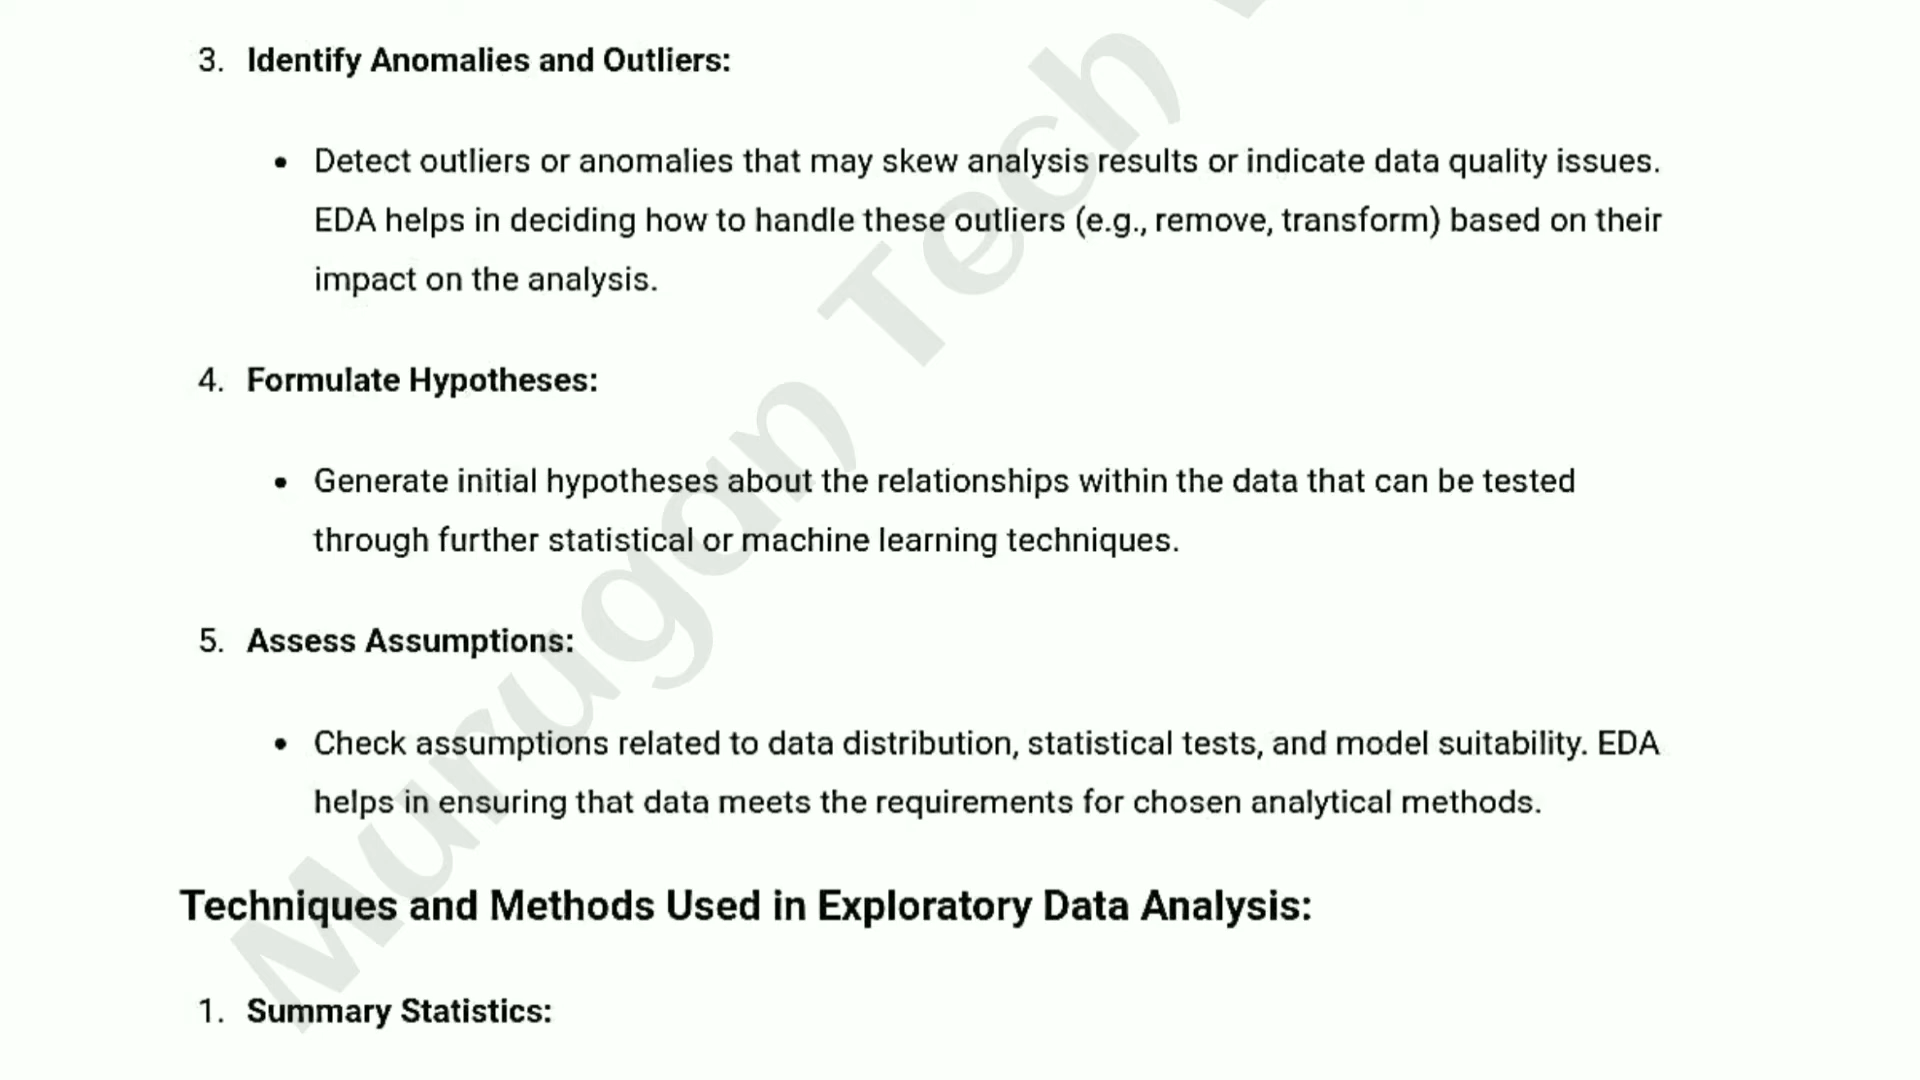 3. Identify Anomalies and Outliers:
• Detect outliers or anomalies that may skew analysis results or indicate data quality issues.
EDA helps in deciding how to handle these outliers (e.g., remove, transform) based on their
impact on the analysis.
4. Formulate Hypotheses:
• Generate initial hypotheses about the relationships within the data that can be tested
through further statistical or machine learning techniques.
5. Assess Assumptions:
• Check assumptions related to data distribution, statistical tests, and model suitability. EDA
helps in ensuring that data meets the requirements for chosen analytical methods.
Techniques and Methods Used in Exploratory Data Analysis:
1. Summary Statistics:
Murugan Tech